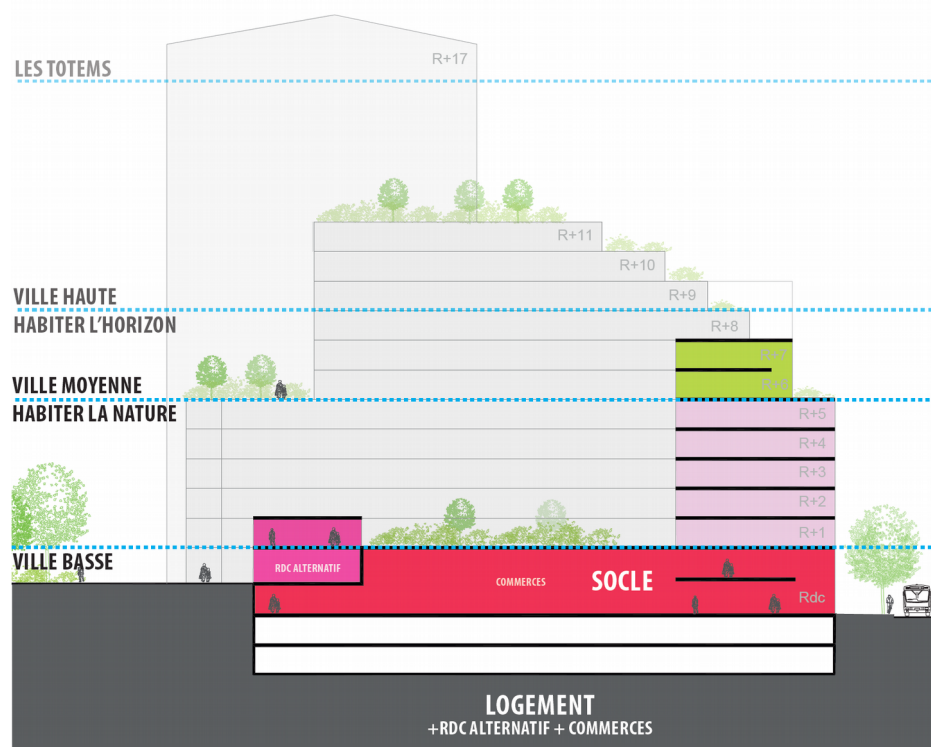 R+17
LES TOTEMS
R+11
R+10
R+9
VILLE HAUTE
HABITER L'HORIZON
R+8
R+7
VILLE MOYENNE
R+6
HABITER LA NATURE
R+5
R+4
R+3
R+2
R+1
VILLE BASSE
RDC ALTERNATIF
COMMERCES
SOCLE
Rdc
LOGEMENT
+RDC ALTERNATIF + COMMERCES